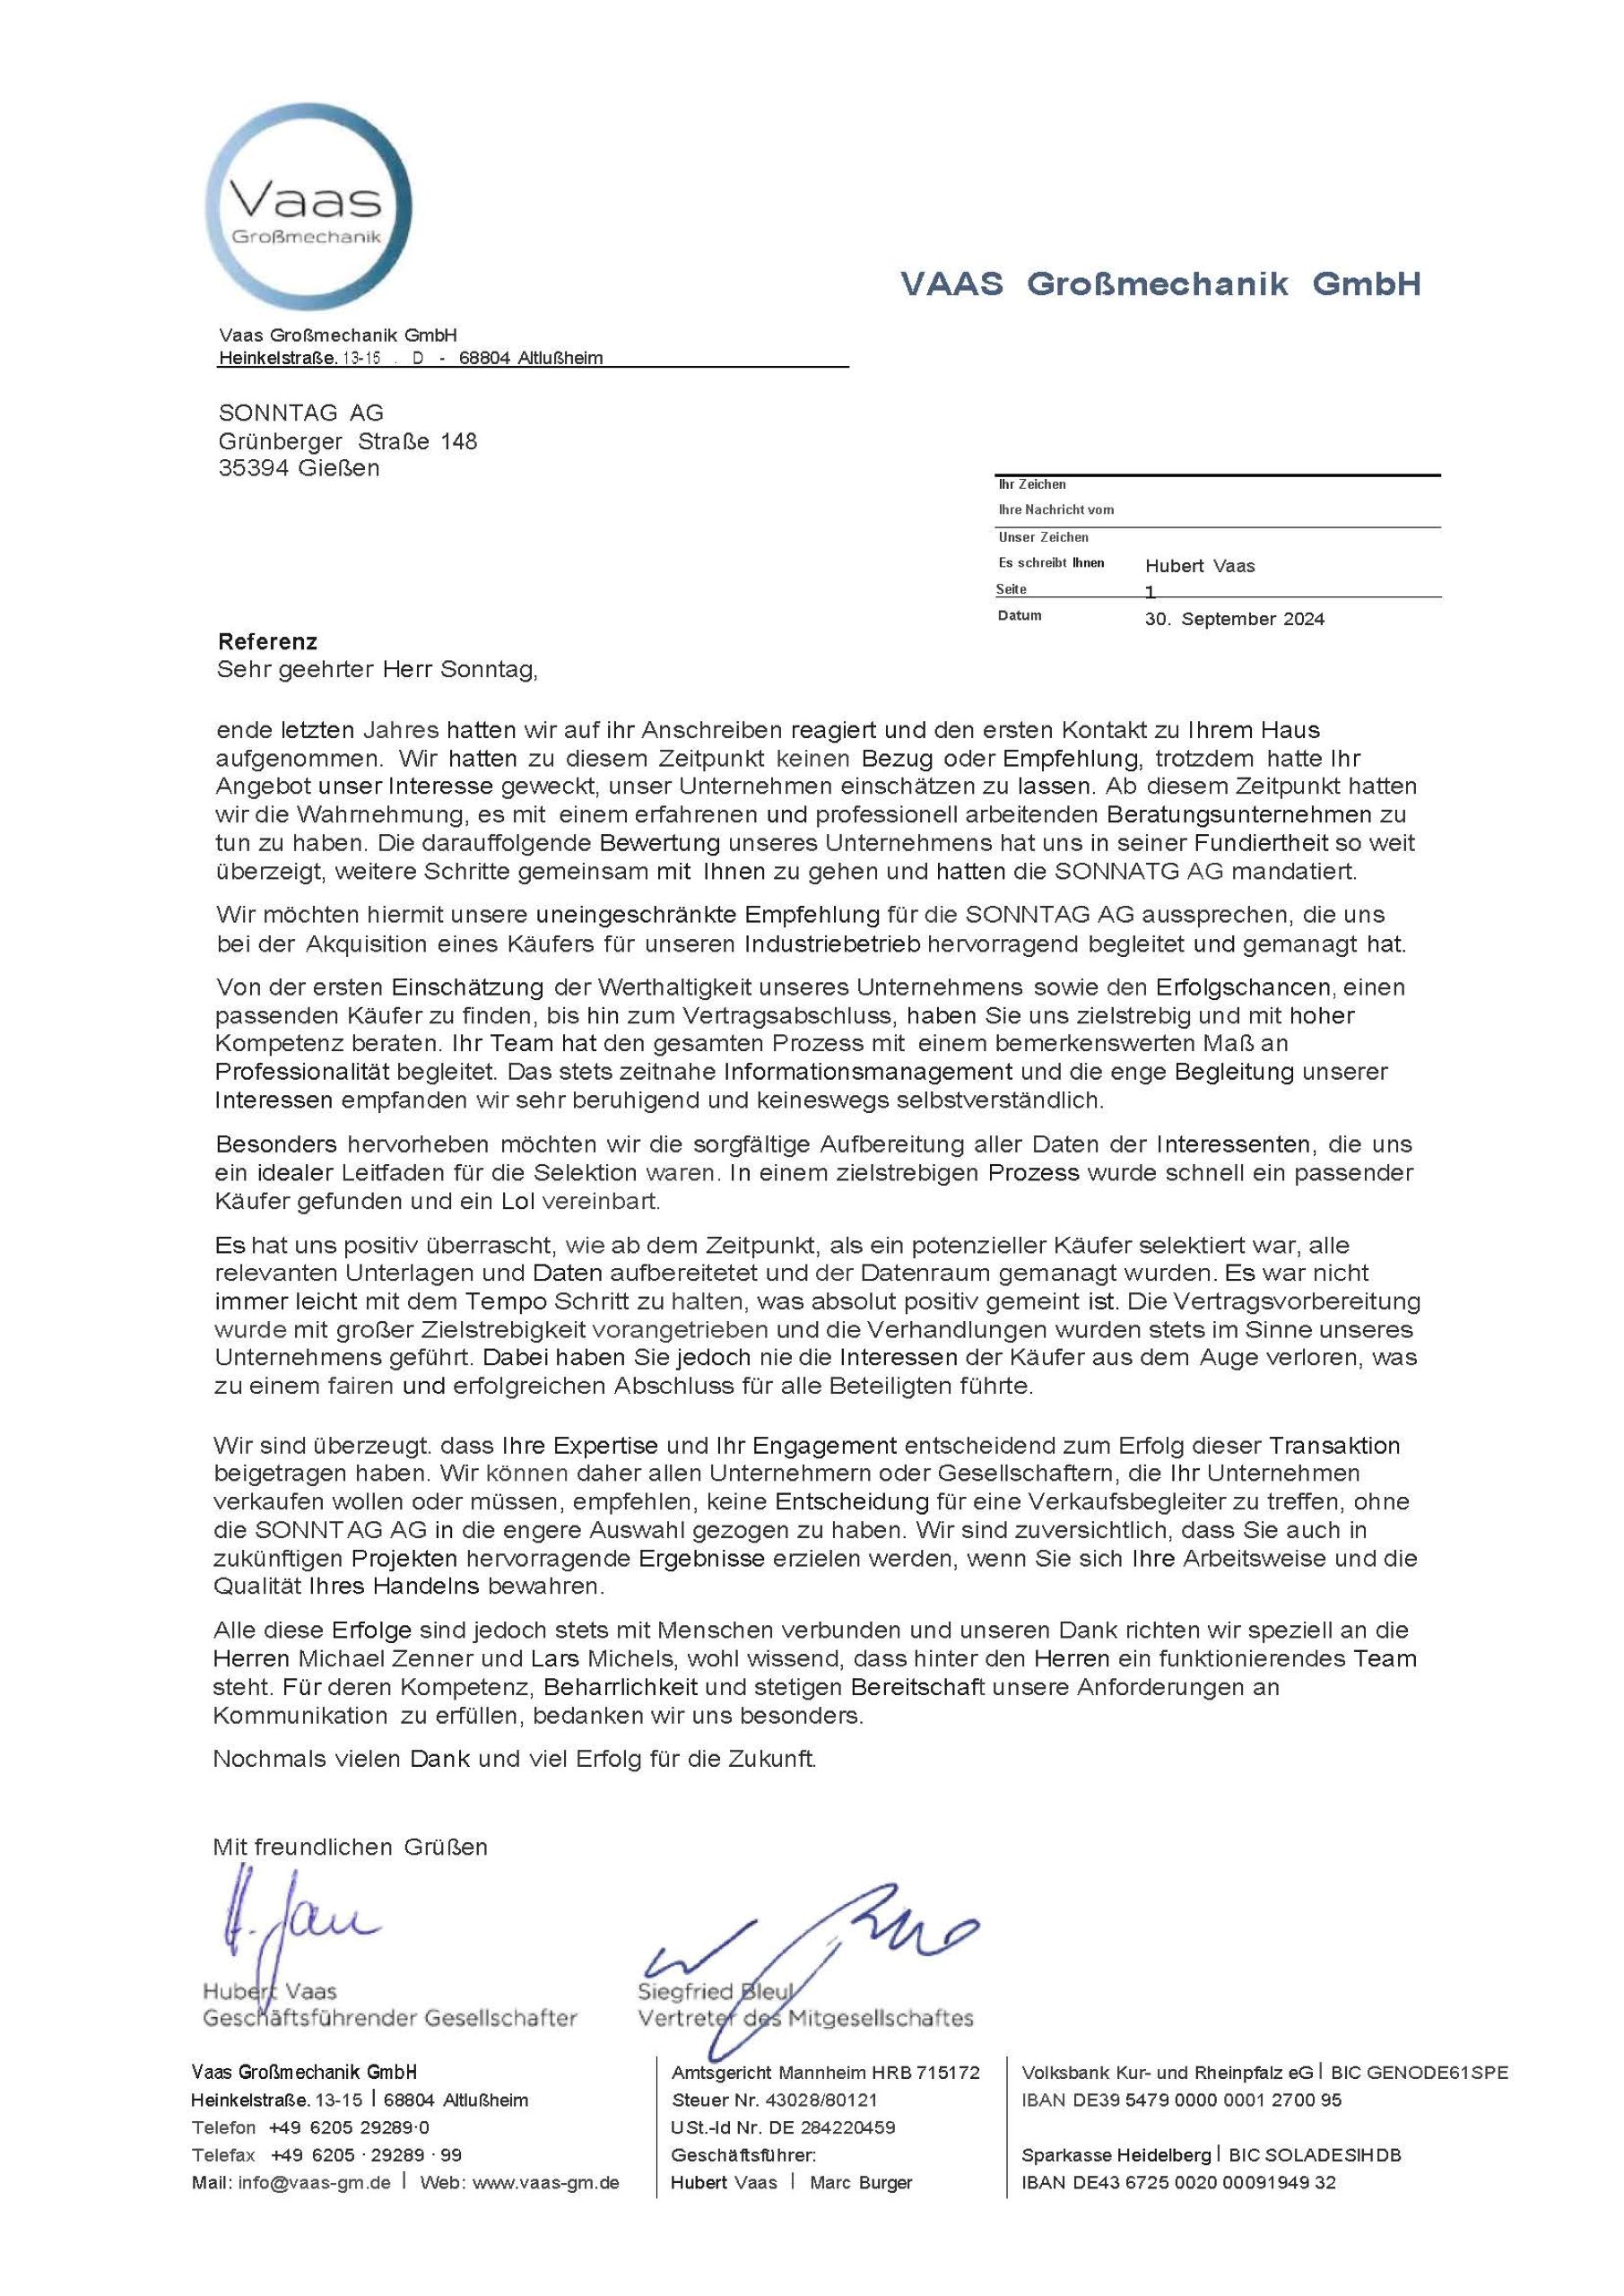 Vaas
Großmechanik
VAAS Großmechanik GmbH
Vaas Großmechanik GmbH
Heinkelstraße. 13-15 . D - 68804 Altlußheim
SONNTAG AG
Grünberger Straße 148
35394 Gießen
Ihr Zeichen
Ihre Nachricht vom
Unser Zeichen
Es schreibt Ihnen Hubert Vaas
Seite 1
Datum 30. September 2024
Referenz
Sehr geehrter Herr Sonntag,
ende letzten Jahres hatten wir auf ihr Anschreiben reagiert und den ersten Kontakt zu Ihrem Haus
aufgenommen. Wir hatten zu diesem Zeitpunkt keinen Bezug oder Empfehlung, trotzdem hatte Ihr
Angebot unser Interesse geweckt, unser Unternehmen einschätzen zu lassen. Ab diesem Zeitpunkt hatten
wir die Wahrnehmung, es mit einem erfahrenen und professionell arbeitenden Beratungsunternehmen zu
tun zu haben. Die darauffolgende Bewertung unseres Unternehmens hat uns in seiner Fundiertheit so weit
überzeigt, weitere Schritte gemeinsam mit Ihnen zu gehen und hatten die SONNATG AG mandatiert.
Wir möchten hiermit unsere uneingeschränkte Empfehlung für die SONNTAG AG aussprechen, die uns
bei der Akquisition eines Käufers für unseren Industriebetrieb hervorragend begleitet und gemanagt hat.
Von der ersten Einschätzung der Werthaltigkeit unseres Unternehmens sowie den Erfolgschancen, einen
passenden Käufer zu finden, bis hin zum Vertragsabschluss, haben Sie uns zielstrebig und mit hoher
Kompetenz beraten. Ihr Team hat den gesamten Prozess mit einem bemerkenswerten Maß an
Professionalität begleitet. Das stets zeitnahe Informationsmanagement und die enge Begleitung unserer
Interessen empfanden wir sehr beruhigend und keineswegs selbstverständlich.
Besonders hervorheben möchten wir die sorgfältige Aufbereitung aller Daten der Interessenten, die uns
ein idealer Leitfaden für die Selektion waren. In einem zielstrebigen Prozess wurde schnell ein passender
Käufer gefunden und ein Lol vereinbart.
Es hat uns positiv überrascht, wie ab dem Zeitpunkt, als ein potenzieller Käufer selektiert war, alle
relevanten Unterlagen und Daten aufbereitetet und der Datenraum gemanagt wurden. Es war nicht
immer leicht mit dem Tempo Schritt zu halten, was absolut positiv gemeint ist. Die Vertragsvorbereitung
wurde mit großer Zielstrebigkeit vorangetrieben und die Verhandlungen wurden stets im Sinne unseres
Unternehmens geführt. Dabei haben Sie jedoch nie die Interessen der Käufer aus dem Auge verloren, was
zu einem fairen und erfolgreichen Abschluss für alle Beteiligten führte.
Wir sind überzeugt. dass Ihre Expertise und Ihr Engagement entscheidend zum Erfolg dieser Transaktion
beigetragen haben. Wir können daher allen Unternehmern oder Gesellschaftern, die Ihr Unternehmen
verkaufen wollen oder müssen, empfehlen, keine Entscheidung für eine Verkaufsbegleiter zu treffen, ohne
die SONNTAG AG in die engere Auswahl gezogen zu haben. Wir sind zuversichtlich, dass Sie auch in
zukünftigen Projekten hervorragende Ergebnisse erzielen werden, wenn Sie sich Ihre Arbeitsweise und die
Qualität Ihres Handelns bewahren.
Alle diese Erfolge sind jedoch stets mit Menschen verbunden und unseren Dank richten wir speziell an die
Herren Michael Zenner und Lars Michels, wohl wissend, dass hinter den Herren ein funktionierendes Team
steht. Für deren Kompetenz, Beharrlichkeit und stetigen Bereitschaft unsere Anforderungen an
Kommunikation zu erfüllen, bedanken wir uns besonders.
Nochmals vielen Dank und viel Erfolg für die Zukunft.
Mit freundlichen Grüßen
Hubert Vaas
Geschäftsführender Gesellschafter
Siegfried Bleul
Vertreter des Mitgesellschaftes
Vaas Großmechanik GmbH
Heinkelstraße. 13-15 | 68804 Altlußheim
Telefon +49 6205 29289·0
Telefax +49 6205 · 29289 · 99
Mail: info@vaas-gm.de | Web: www.vaas-gm.de
Amtsgericht Mannheim HRB 715172
Steuer Nr. 43028/80121
USt.-Id Nr. DE 284220459
Geschäftsführer:
Hubert Vaas | Marc Burger
Volksbank Kur- und Rheinpfalz eG | BIC GENODE61SPE
IBAN DE39 5479 0000 0001 2700 95
Sparkasse Heidelberg | BIC SOLADESIHDB
IBAN DE43 6725 0020 00091949 32